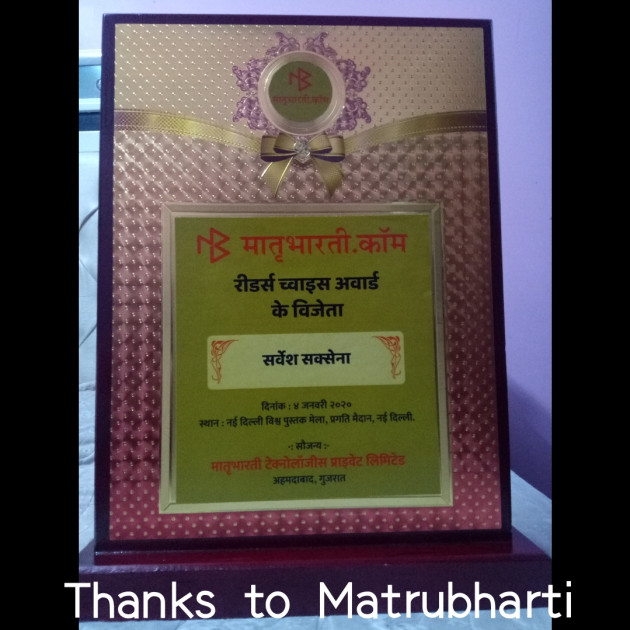 मातृभारती.कॉम
मातृभारती.कॉम
रीडर्स च्वाइस अवार्ड
के विजेता
सर्वेश सक्सेना
दिनांक : ४ जनवरी २०२०
स्थान : नई दिल्ली विश्व पुस्तक मेला, प्रगति मैदान, नई दिल्ली.
-: सौजन्य :-
मातृभारती टेक्नोलॉजीस प्राइवेट लिमिटेड
अहमदाबाद, गुजरात
Thanks to Matrubharti